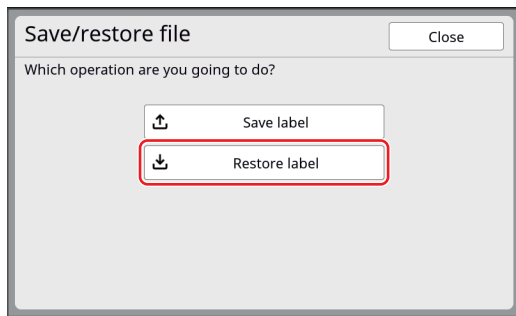 Save/restore file
Close
Which operation are you going to do?
Save label
Restore label